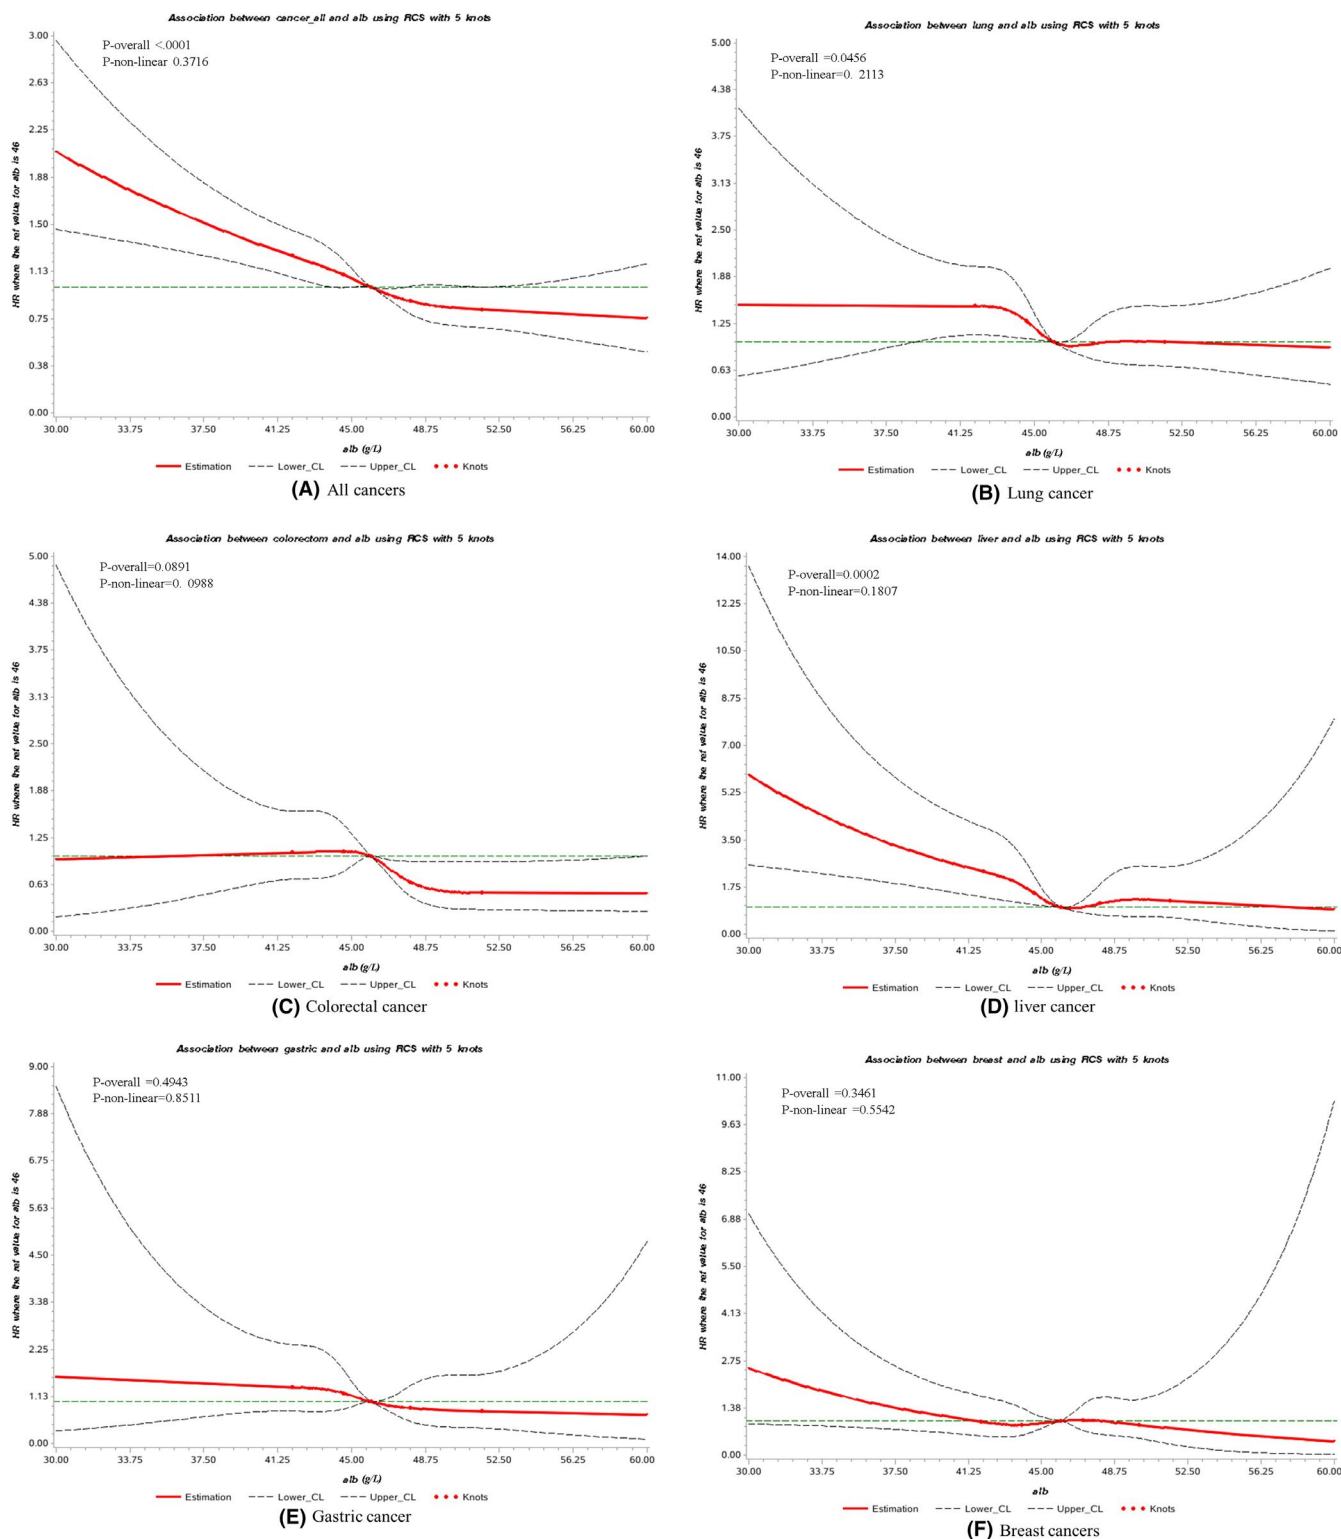 Association between cancer_all and alb using RCS with 5 knots
P-overall <.0001
P-non-linear 0.3716
HR where the ref value for alb is 46
3.00
2.63
2.25
1.88
1.50
1.13
0.75
0.38
0.00
30.00 33.75 37.50 41.25 45.00 48.75 52.50 56.25 60.00
alb (g/L)
Estimation Lower_CL Upper_CL Knots
(A) All cancers
Association between lung and alb using RCS with 5 knots
P-overall =0.0456
P-non-linear=0. 2113
HR where the ref value for alb is 46
5.00
4.38
3.75
3.13
2.50
1.88
1.25
0.63
0.00
30.00 33.75 37.50 41.25 45.00 48.75 52.50 56.25 60.00
alb (g/L)
Estimation Lower_CL Upper_CL Knots
(B) Lung cancer
Association between colorectom and alb using RCS with 5 knots
P-overall=0.0891
P-non-linear=0. 0988
HR where the ref value for alb is 46
5.00
4.38
3.75
3.13
2.50
1.88
1.25
0.63
0.00
30.00 33.75 37.50 41.25 45.00 48.75 52.50 56.25 60.00
alb (g/L)
Estimation Lower_CL Upper_CL Knots
(C) Colorectal cancer
Association between liver and alb using RCS with 5 knots
P-overall=0.0002
P-non-linear=0.1807
HR where the ref value for alb is 46
14.00
12.25
10.50
8.75
7.00
5.25
3.50
1.75
0.00
30.00 33.75 37.50 41.25 45.00 48.75 52.50 56.25 60.00
alb (g/L)
Estimation Lower_CL Upper_CL Knots
(D) liver cancer
Association between gastric and alb using RCS with 5 knots
P-overall =0.4943
P-non-linear=0.8511
HR where the ref value for alb is 46
9.00
7.88
6.75
5.63
4.50
3.38
2.25
1.13
0.00
30.00 33.75 37.50 41.25 45.00 48.75 52.50 56.25 60.00
alb (g/L)
Estimation Lower_CL Upper_CL Knots
(E) Gastric cancer
Association between breast and alb using RCS with 5 knots
P-overall =0.3461
P-non-linear =0.5542
HR where the ref value for alb is 46
11.00
9.63
8.25
6.88
5.50
4.13
2.75
1.38
0.00
30.00 33.75 37.50 41.25 45.00 48.75 52.50 56.25 60.00
alb
Estimation Lower_CL Upper_CL Knots
(F) Breast cancers